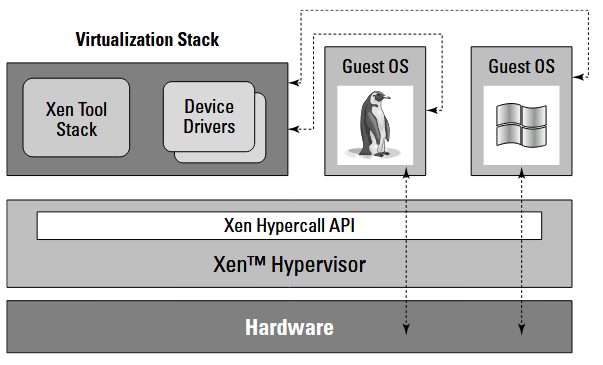 Virtualization Stack
Xen Tool
Stack
Device
Drivers
Guest OS
Guest OS
Xen Hypercall API
Xen™ Hypervisor
Hardware